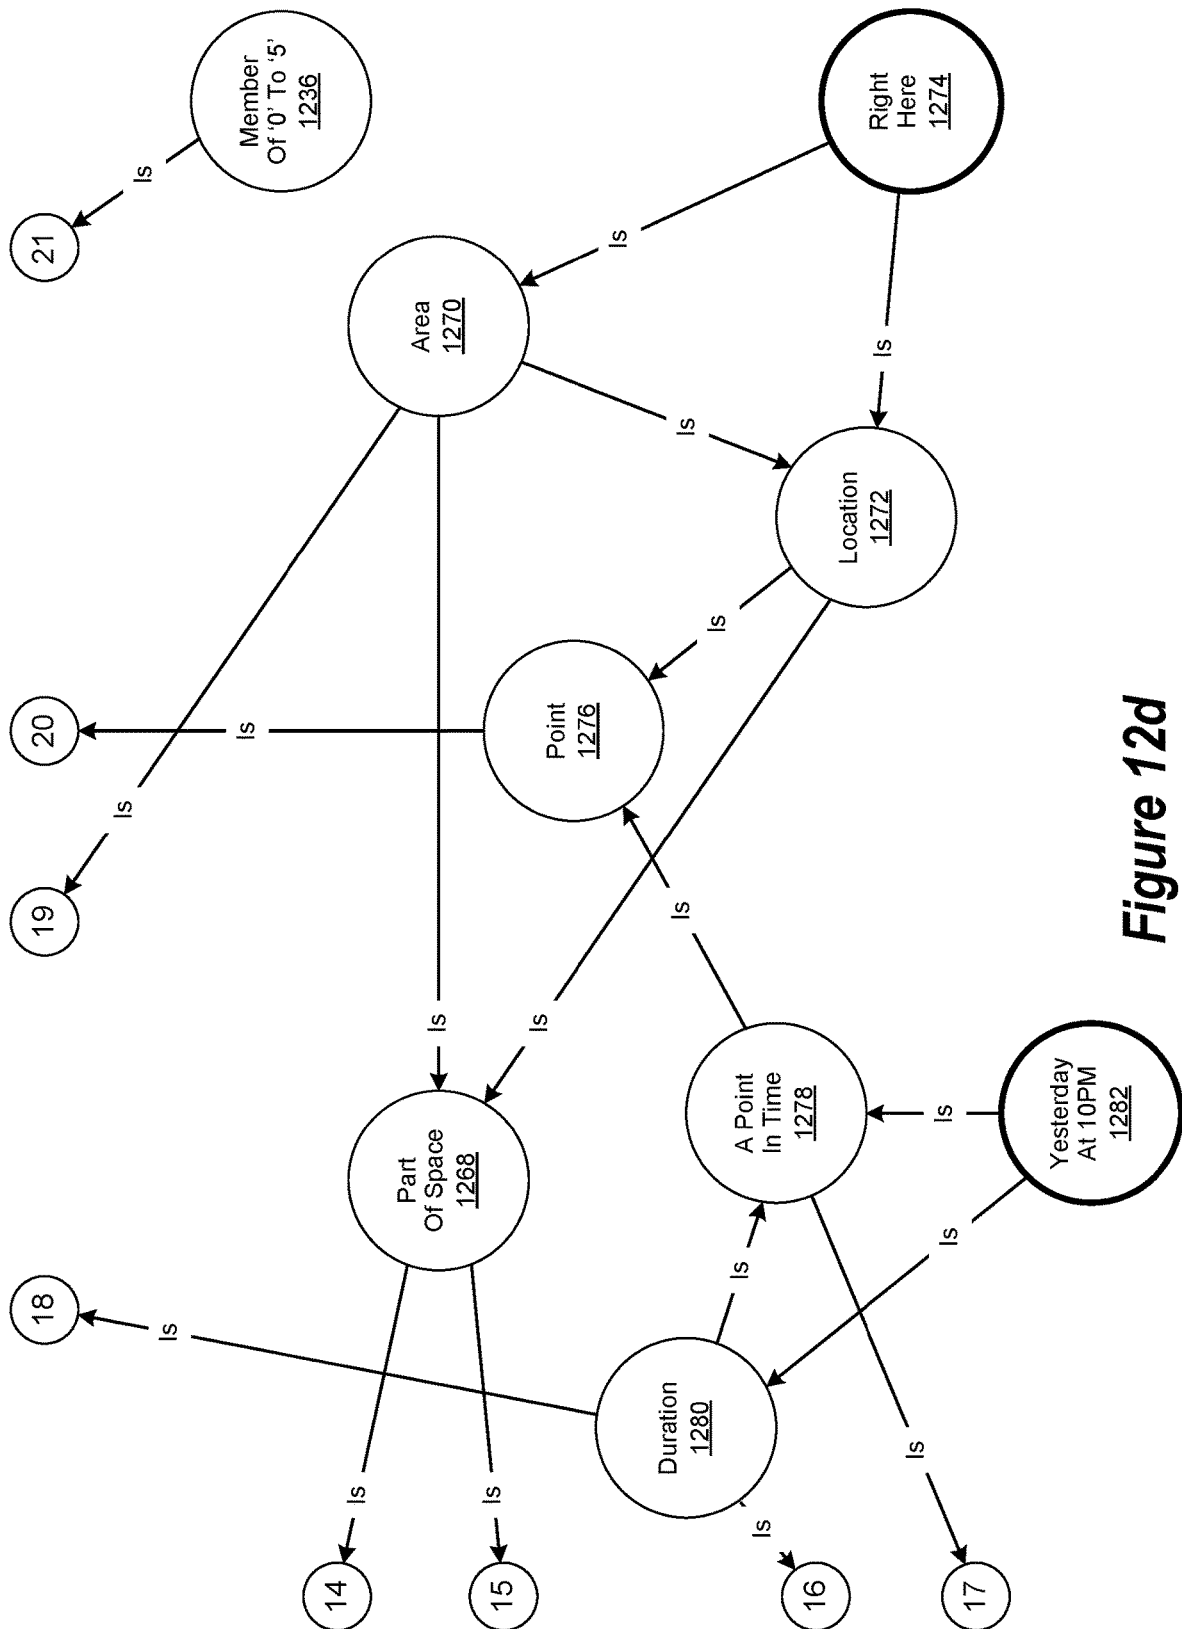 18
19
20
21
Is
Is
Is
Is
Member
Of '0' To '5'
1236
14
Is
Part
Of Space
1268
Is
Area
1270
15
Is
Is
Point
1276
Is
Duration
1280
Is
Is
Is
Is
A Point
In Time
1278
Is
16
Location
1272
Is
Right
Here
1274
Is
Is
Is
17
Yesterday
At 10PM
1282
Figure 12d